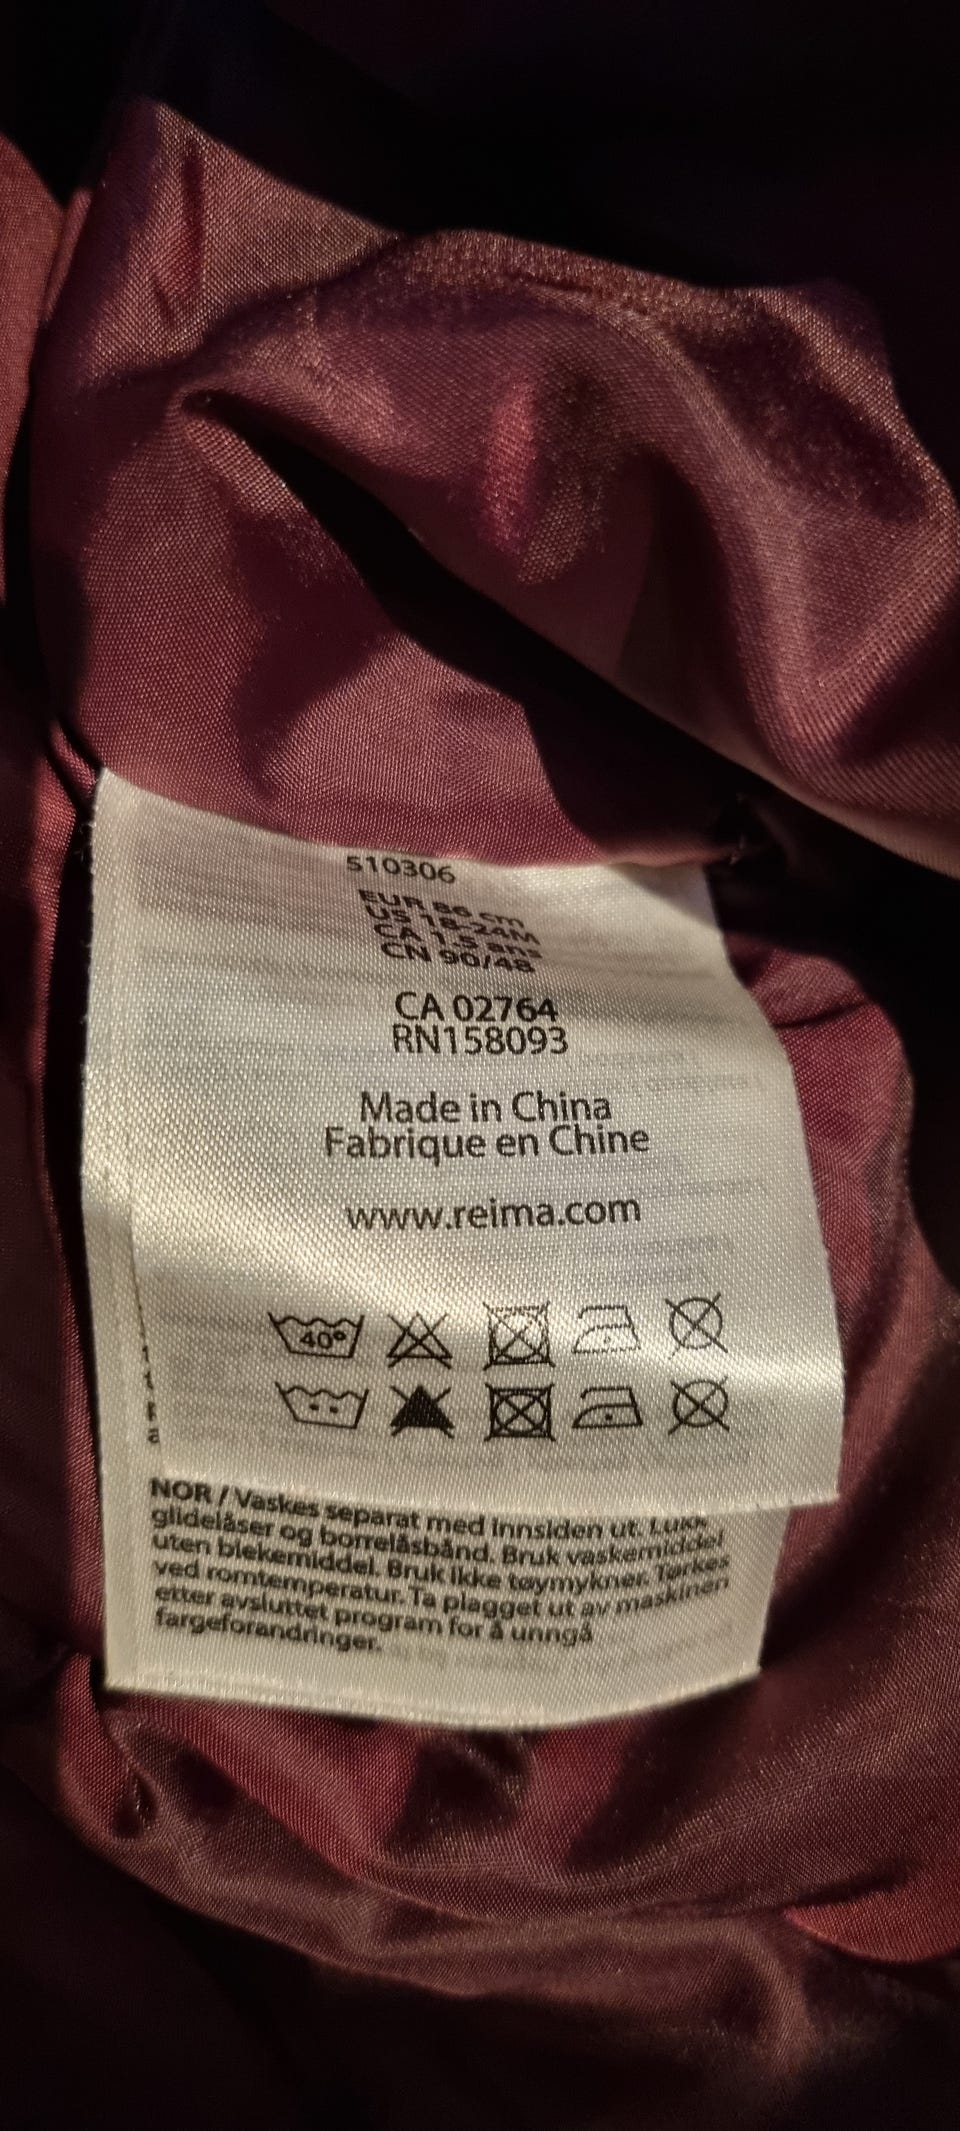 510306
EUR 86 cm
US 18-24M
CA 1.5 ans
CN 90/48
CA 02764
RN158093
Made in China
Fabrique en Chine
www.reima.com
40°
NOR / Vaskes separat med innsiden ut. Lukk
glidelåser og borrelåsbånd. Bruk vaskemiddel
uten blekemiddel. Bruk ikke tøymykner. Tørkes
ved romtemperatur. Ta plagget ut av maskinen
etter avsluttet program for å unngå
fargeforandringer.